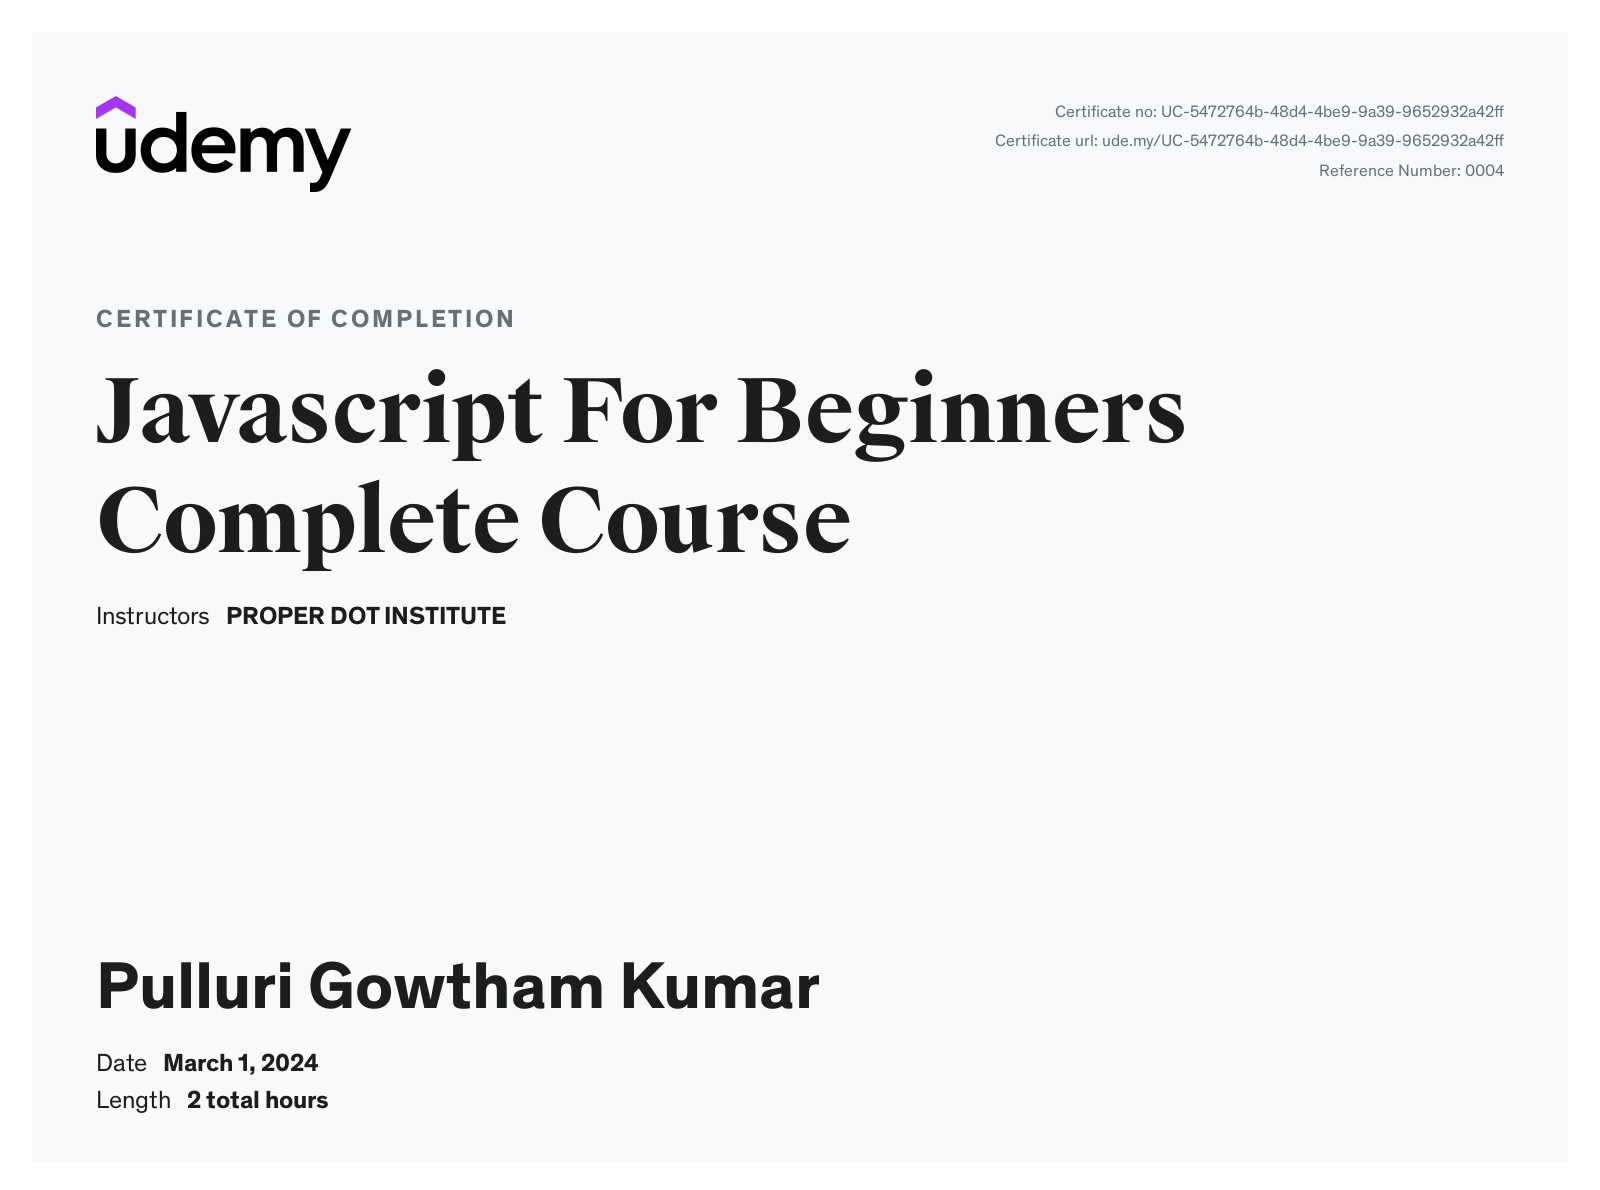 udemy
Certificate no: UC-5472764b-48d4-4be9-9a39-9652932a42ff
Certificate url: ude.my/UC-5472764b-48d4-4be9-9a39-9652932a42ff
Reference Number: 0004
CERTIFICATE OF COMPLETION
Javascript For Beginners
Complete Course
Instructors PROPER DOT INSTITUTE
Pulluri Gowtham Kumar
Date March 1, 2024
Length 2 total hours